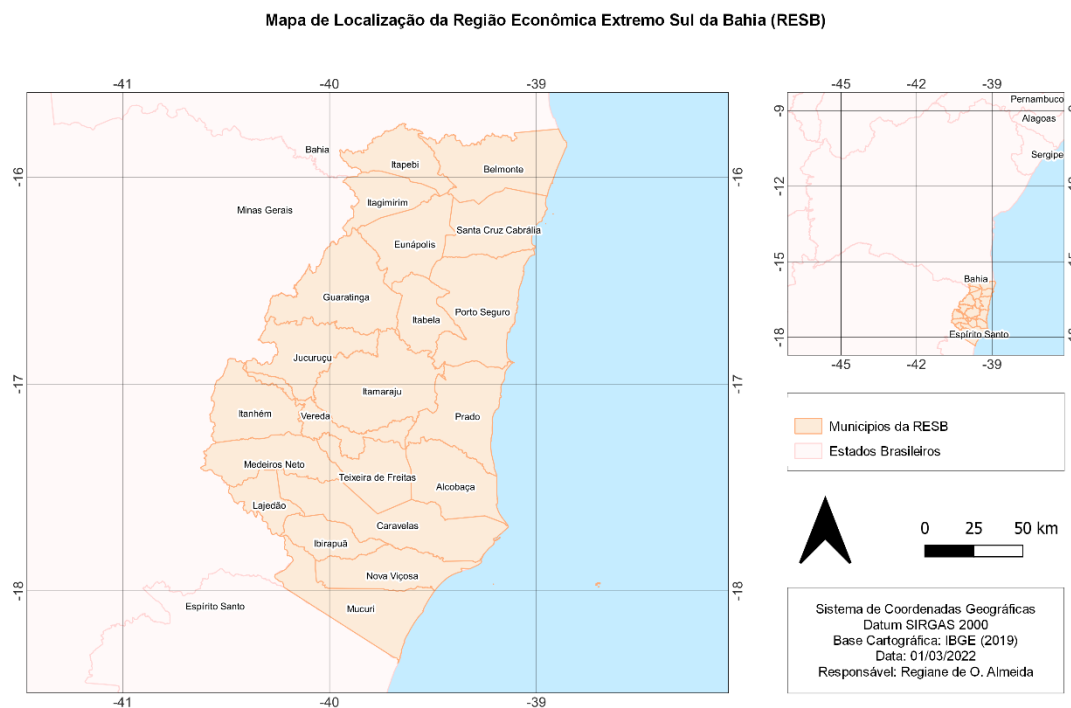 Mapa de Localização da Região Econômica Extremo Sul da Bahia (RESB)
-41
-40
-39
-16
-17
-18
Bahia
Itapebi
Belmonte
Minas Gerais
Itagimirim
Santa Cruz Cabrália
Eunápolis
Guaratinga
Itabela
Porto Seguro
Jucuruçu
Itamaraju
Itanhém
Vereda
Prado
Medeiros Neto
Teixeira de Freitas
Alcobaça
Lajedão
Caravelas
Ibirapuã
Nova Viçosa
Espírito Santo
Mucuri
-16
-17
-18
-41
-40
-39
-45
-42
-39
-9
-12
-15
-18
Pernambuco
Alagoas
Sergipe
Bahia
Espírito Santo
-45
-42
-39
Municipios da RESB
Estados Brasileiros
0 25 50 km
Sistema de Coordenadas Geográficas
Datum SIRGAS 2000
Base Cartográfica: IBGE (2019)
Data: 01/03/2022
Responsável: Regiane de O. Almeida